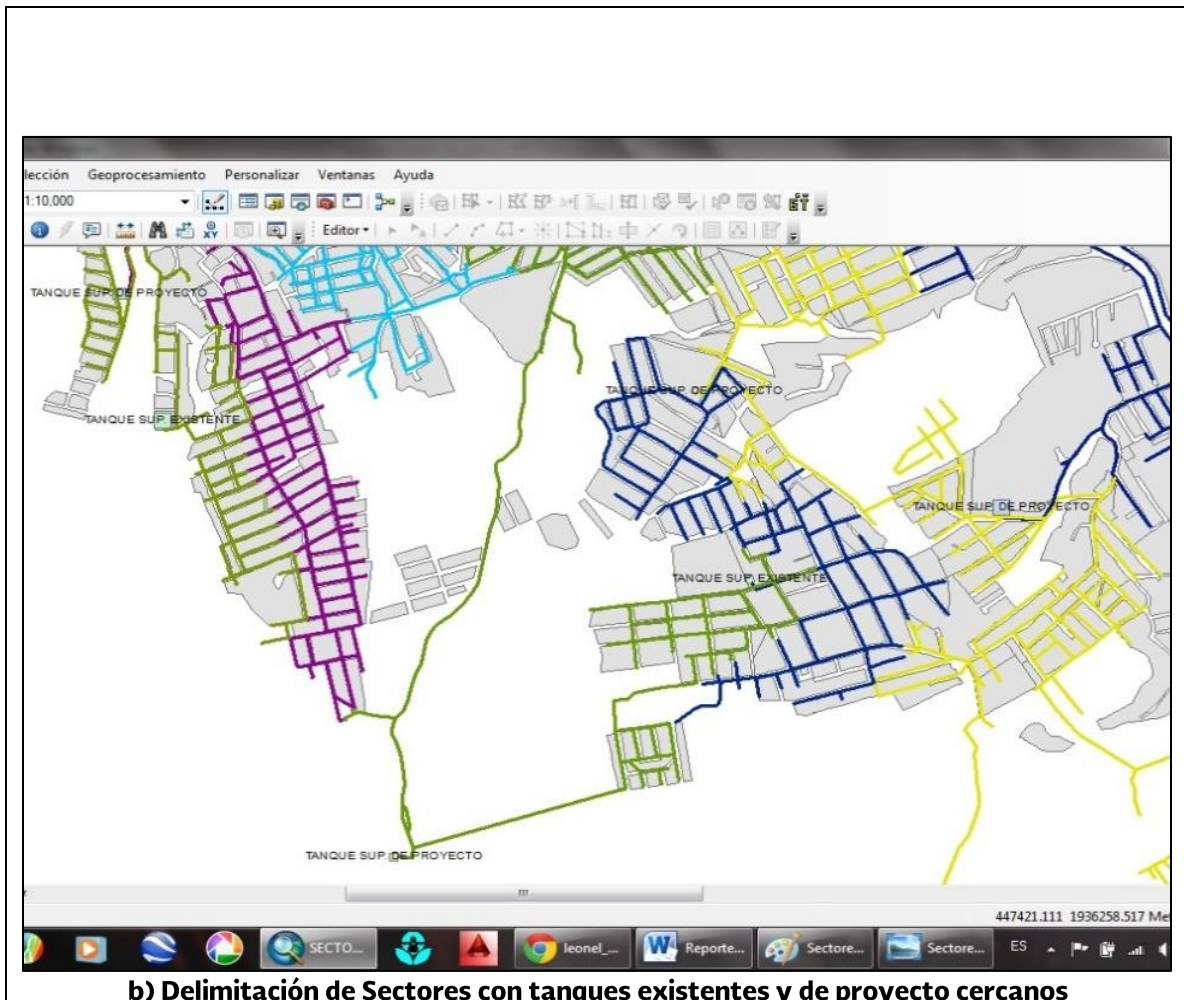 lección Geoprocesamiento Personalizar Ventanas Ayuda
1:10,000
Editor
TANQUE SUP. DE PROYECTO
TANQUE SUP. DE PROYECTO
TANQUE SUP. EXISTENTE
TANQUE SUP. DE PROYECTO
TANQUE SUP. EXISTENTE
TANQUE SUP. DE PROYECTO
447421.111 1936258.517 Me
SECTO... leonel_... Reporte... Sectore... Sectore... ES
b) Delimitación de Sectores con tanques existentes y de proyecto cercanos